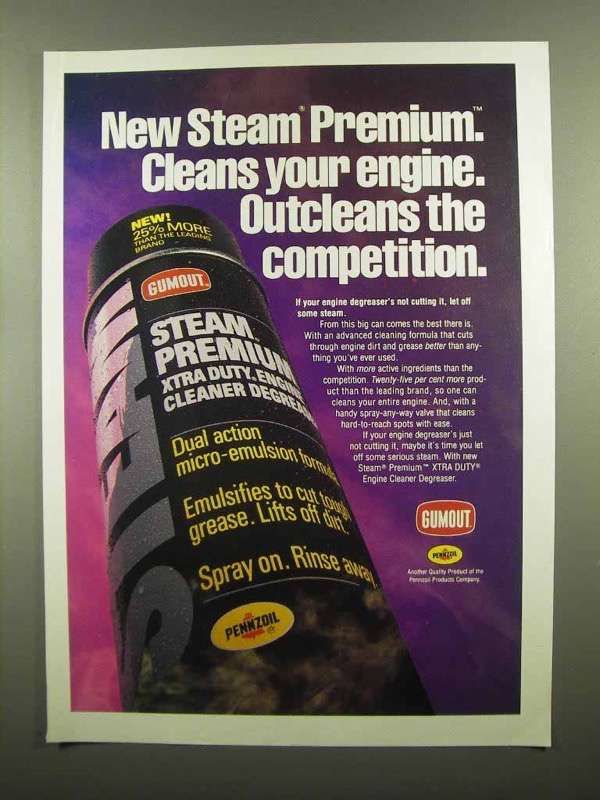 New Steam® Premium.™
Cleans your engine.
Outcleans the
competition.
NEW!
25% MORE
THAN THE LEADING
BRAND
GUMOUT
STEAM
PREMIUM
XTRA DUTY ENGINE
CLEANER DEGREASER
Dual action
micro-emulsion formula
Emulsifies to cut tough
grease. Lifts off dirt.
Spray on. Rinse away.
PENNZOIL
STEAM
If your engine degreaser's not cutting it, let off
some steam.
From this big can comes the best there is.
With an advanced cleaning formula that cuts
through engine dirt and grease better than any-
thing you've ever used.
With more active ingredients than the
competition. Twenty-five per cent more prod-
uct than the leading brand, so one can
cleans your entire engine. And, with a
handy spray-any-way valve that cleans
hard-to-reach spots with ease.
If your engine degreaser's just
not cutting it, maybe it's time you let
off some serious steam. With new
Steam® Premium™ XTRA DUTY®
Engine Cleaner Degreaser.
GUMOUT
PENNZOIL
Another Quality Product of the
Pennzoil Products Company.